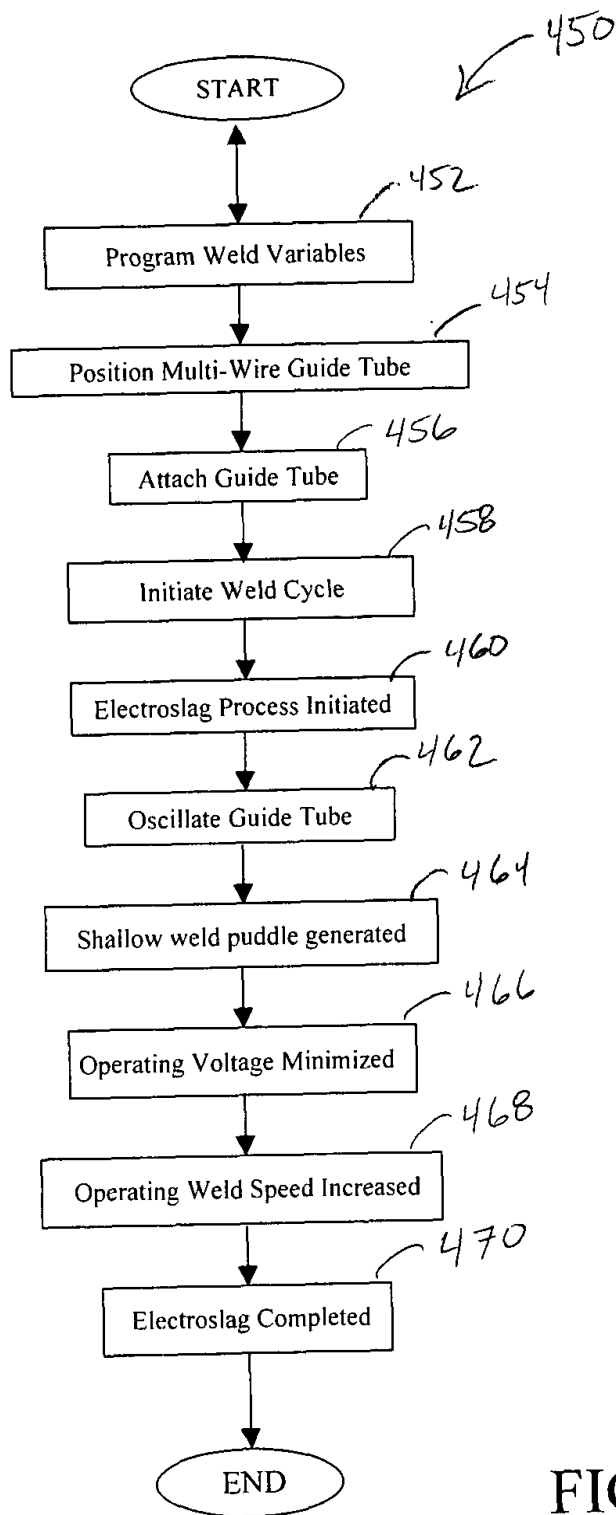 450
START
452
Program Weld Variables
454
Position Multi-Wire Guide Tube
456
Attach Guide Tube
458
Initiate Weld Cycle
460
Electroslag Process Initiated
462
Oscillate Guide Tube
464
Shallow weld puddle generated
466
Operating Voltage Minimized
468
Operating Weld Speed Increased
470
Electroslag Completed
END